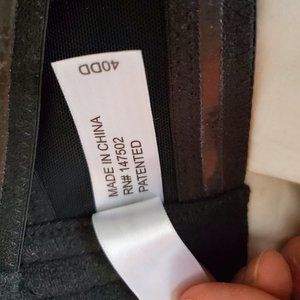 40DD
MADE IN CHINA
RN# 147502
PATENTED